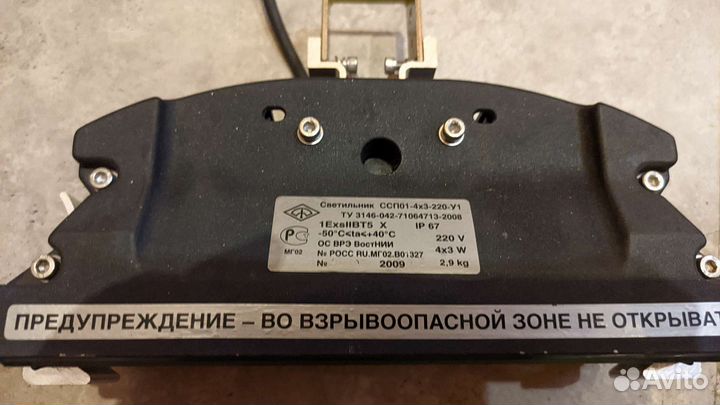 Светильник ССП01-4х3-220-У1
ТУ 3146-042-71064713-2008
1ExsIIBT5 X IP 67
-50°C<ta<+40°C 220 V
ОС ВРЭ ВостНИИ 4x3 W
№ РОСС RU.МГ02.В01327
№ 2009 2,9 kg
МГ02
ПРЕДУПРЕЖДЕНИЕ – ВО ВЗРЫВООПАСНОЙ ЗОНЕ НЕ ОТКРЫВАТ
Avito